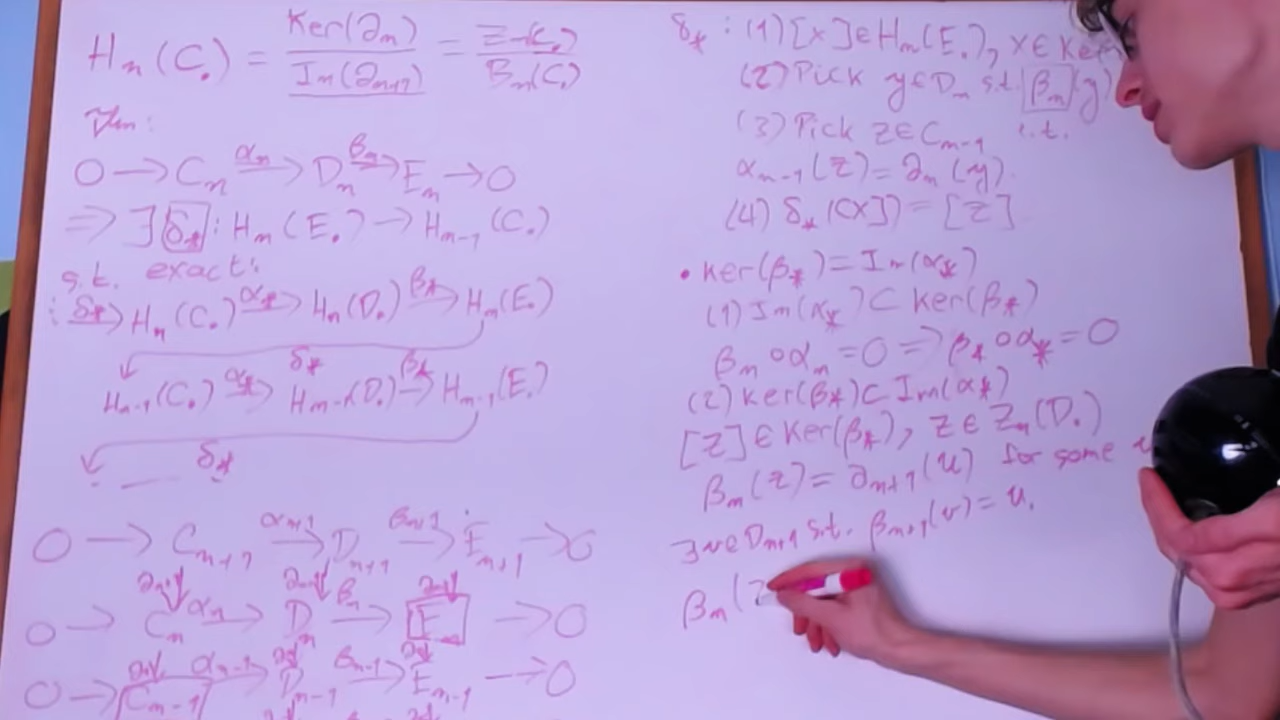 Hₙ(C.) = Ker(∂ₙ) / Im(∂ₙ₊₁) = Z (C.) / Bₙ(C.)
Thm:
0 → Cₙ —αₙ→ Dₙ —βₙ→ Eₙ → 0
⇒ ∃ δ* : Hₙ(E.) → Hₙ₋₁(C.)
s.t. exact:
: —δ*→ Hₙ(C.) —α*→ Hₙ(D.) —β*→ Hₙ(E.)
δ*
Hₙ₋₁(C.) —α*→ Hₙ₋₁(D.) —β*→ Hₙ₋₁(E.)
δ*
0 → Cₙ₊₁ —αₙ₊₁→ Dₙ₊₁ —βₙ₊₁→ Eₙ₊₁ → 0
∂ₙ₊₁↓ ∂ₙ₊₁↓ ∂ₙ₊₁↓
0 → Cₙ —αₙ→ Dₙ —βₙ→ Eₙ → 0
∂ₙ↓ ∂ₙ↓ ∂ₙ↓
0 → Cₙ₋₁ —αₙ₋₁→ Dₙ₋₁ —βₙ₋₁→ Eₙ₋₁ → 0
δ* : (1) [x] ∈ Hₙ(E.), x ∈ Ker
(2) Pick y ∈ Dₙ s.t. βₙ(y)
(3) Pick z ∈ Cₙ₋₁ s.t.
αₙ₋₁(z) = ∂ₙ(y).
(4) δ*([x]) = [z]
• Ker(β*) = Im(α*)
(1) Im(α*) ⊂ Ker(β*)
βₙ ∘ αₙ = 0 ⇒ β* ∘ α* = 0
(2) Ker(β*) ⊂ Im(α*)
[z] ∈ Ker(β*), z ∈ Zₙ(D.)
βₙ(z) = ∂ₙ₊₁(u) for some
∃ v ∈ Dₙ₊₁ s.t. βₙ₊₁(v) = u.
βₙ(z